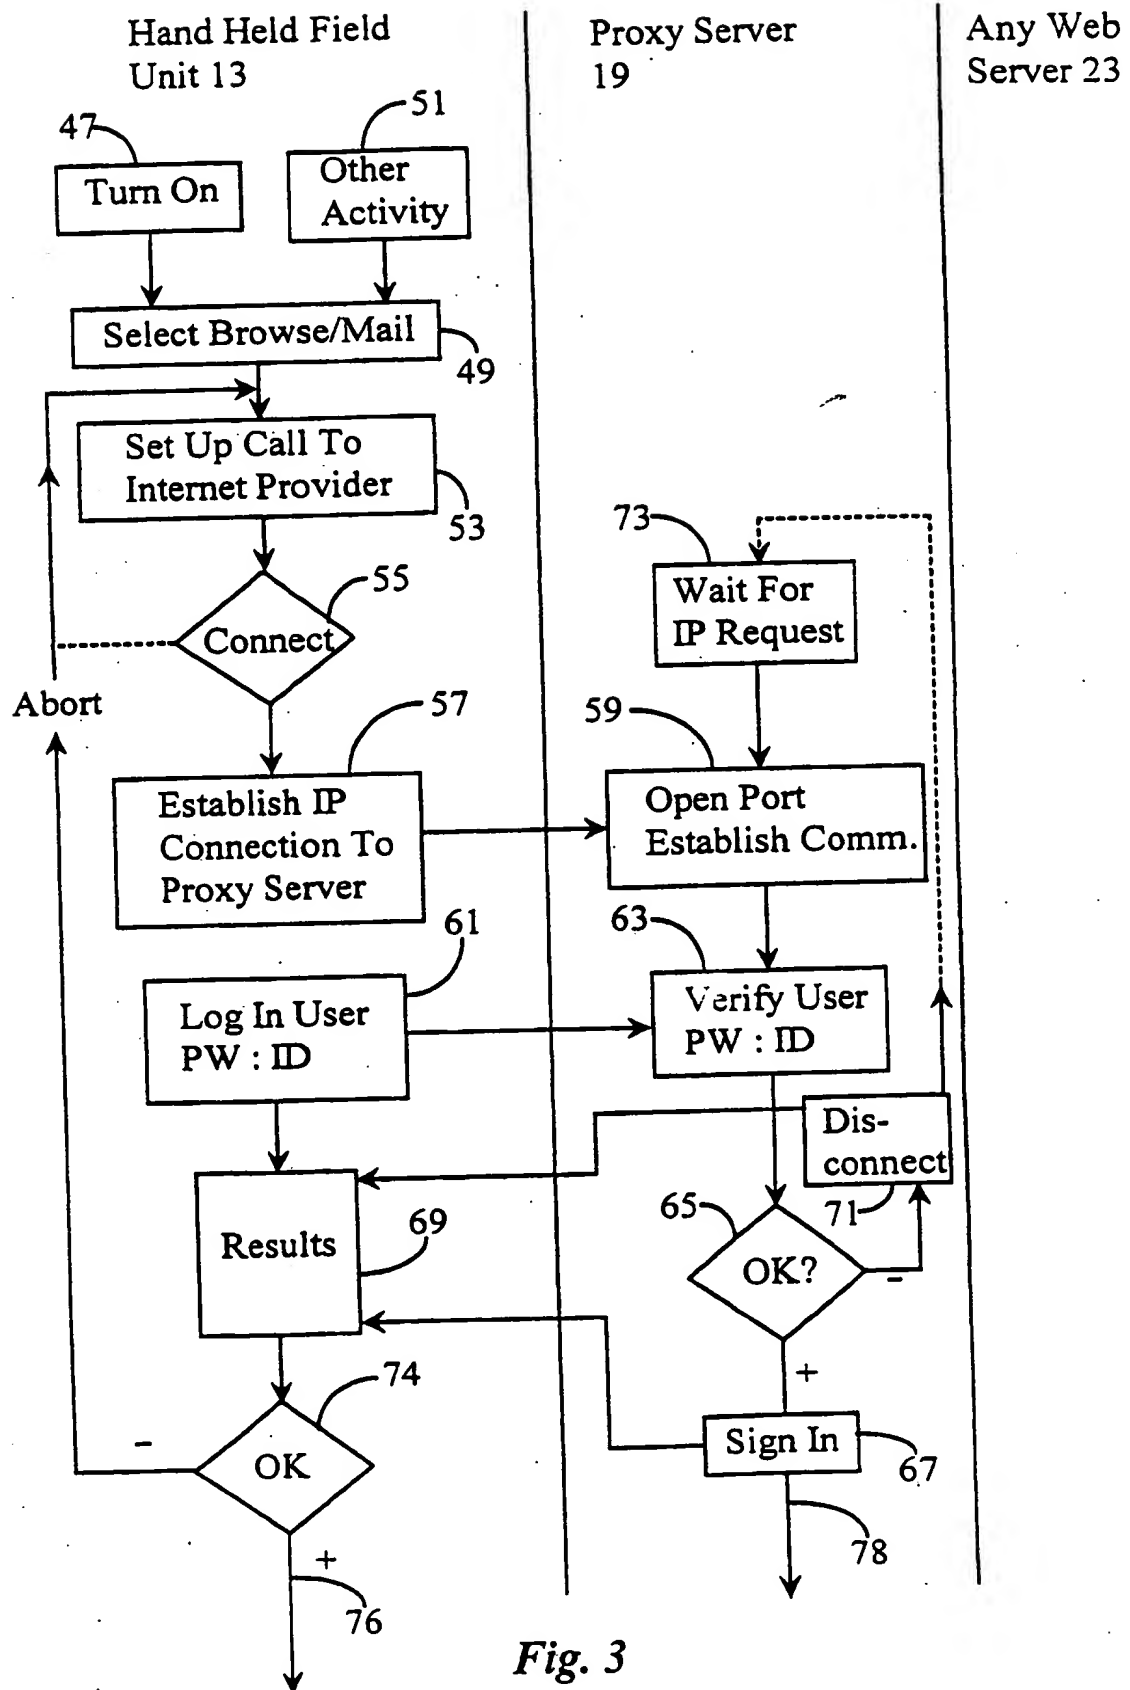 Hand Held Field
Unit 13
Proxy Server
19
Any Web
Server 23
47
51
Turn On
Other
Activity
Select Browse/Mail
49
Set Up Call To
Internet Provider
53
73
55
Wait For
IP Request
Connect
Abort
57
59
Establish IP
Connection To
Proxy Server
Open Port
Establish Comm.
61
63
Log In User
PW : ID
Verify User
PW : ID
Dis-
connect
71
65
69
Results
OK?
-
+
74
Sign In
67
-
OK
78
+
76
Fig. 3